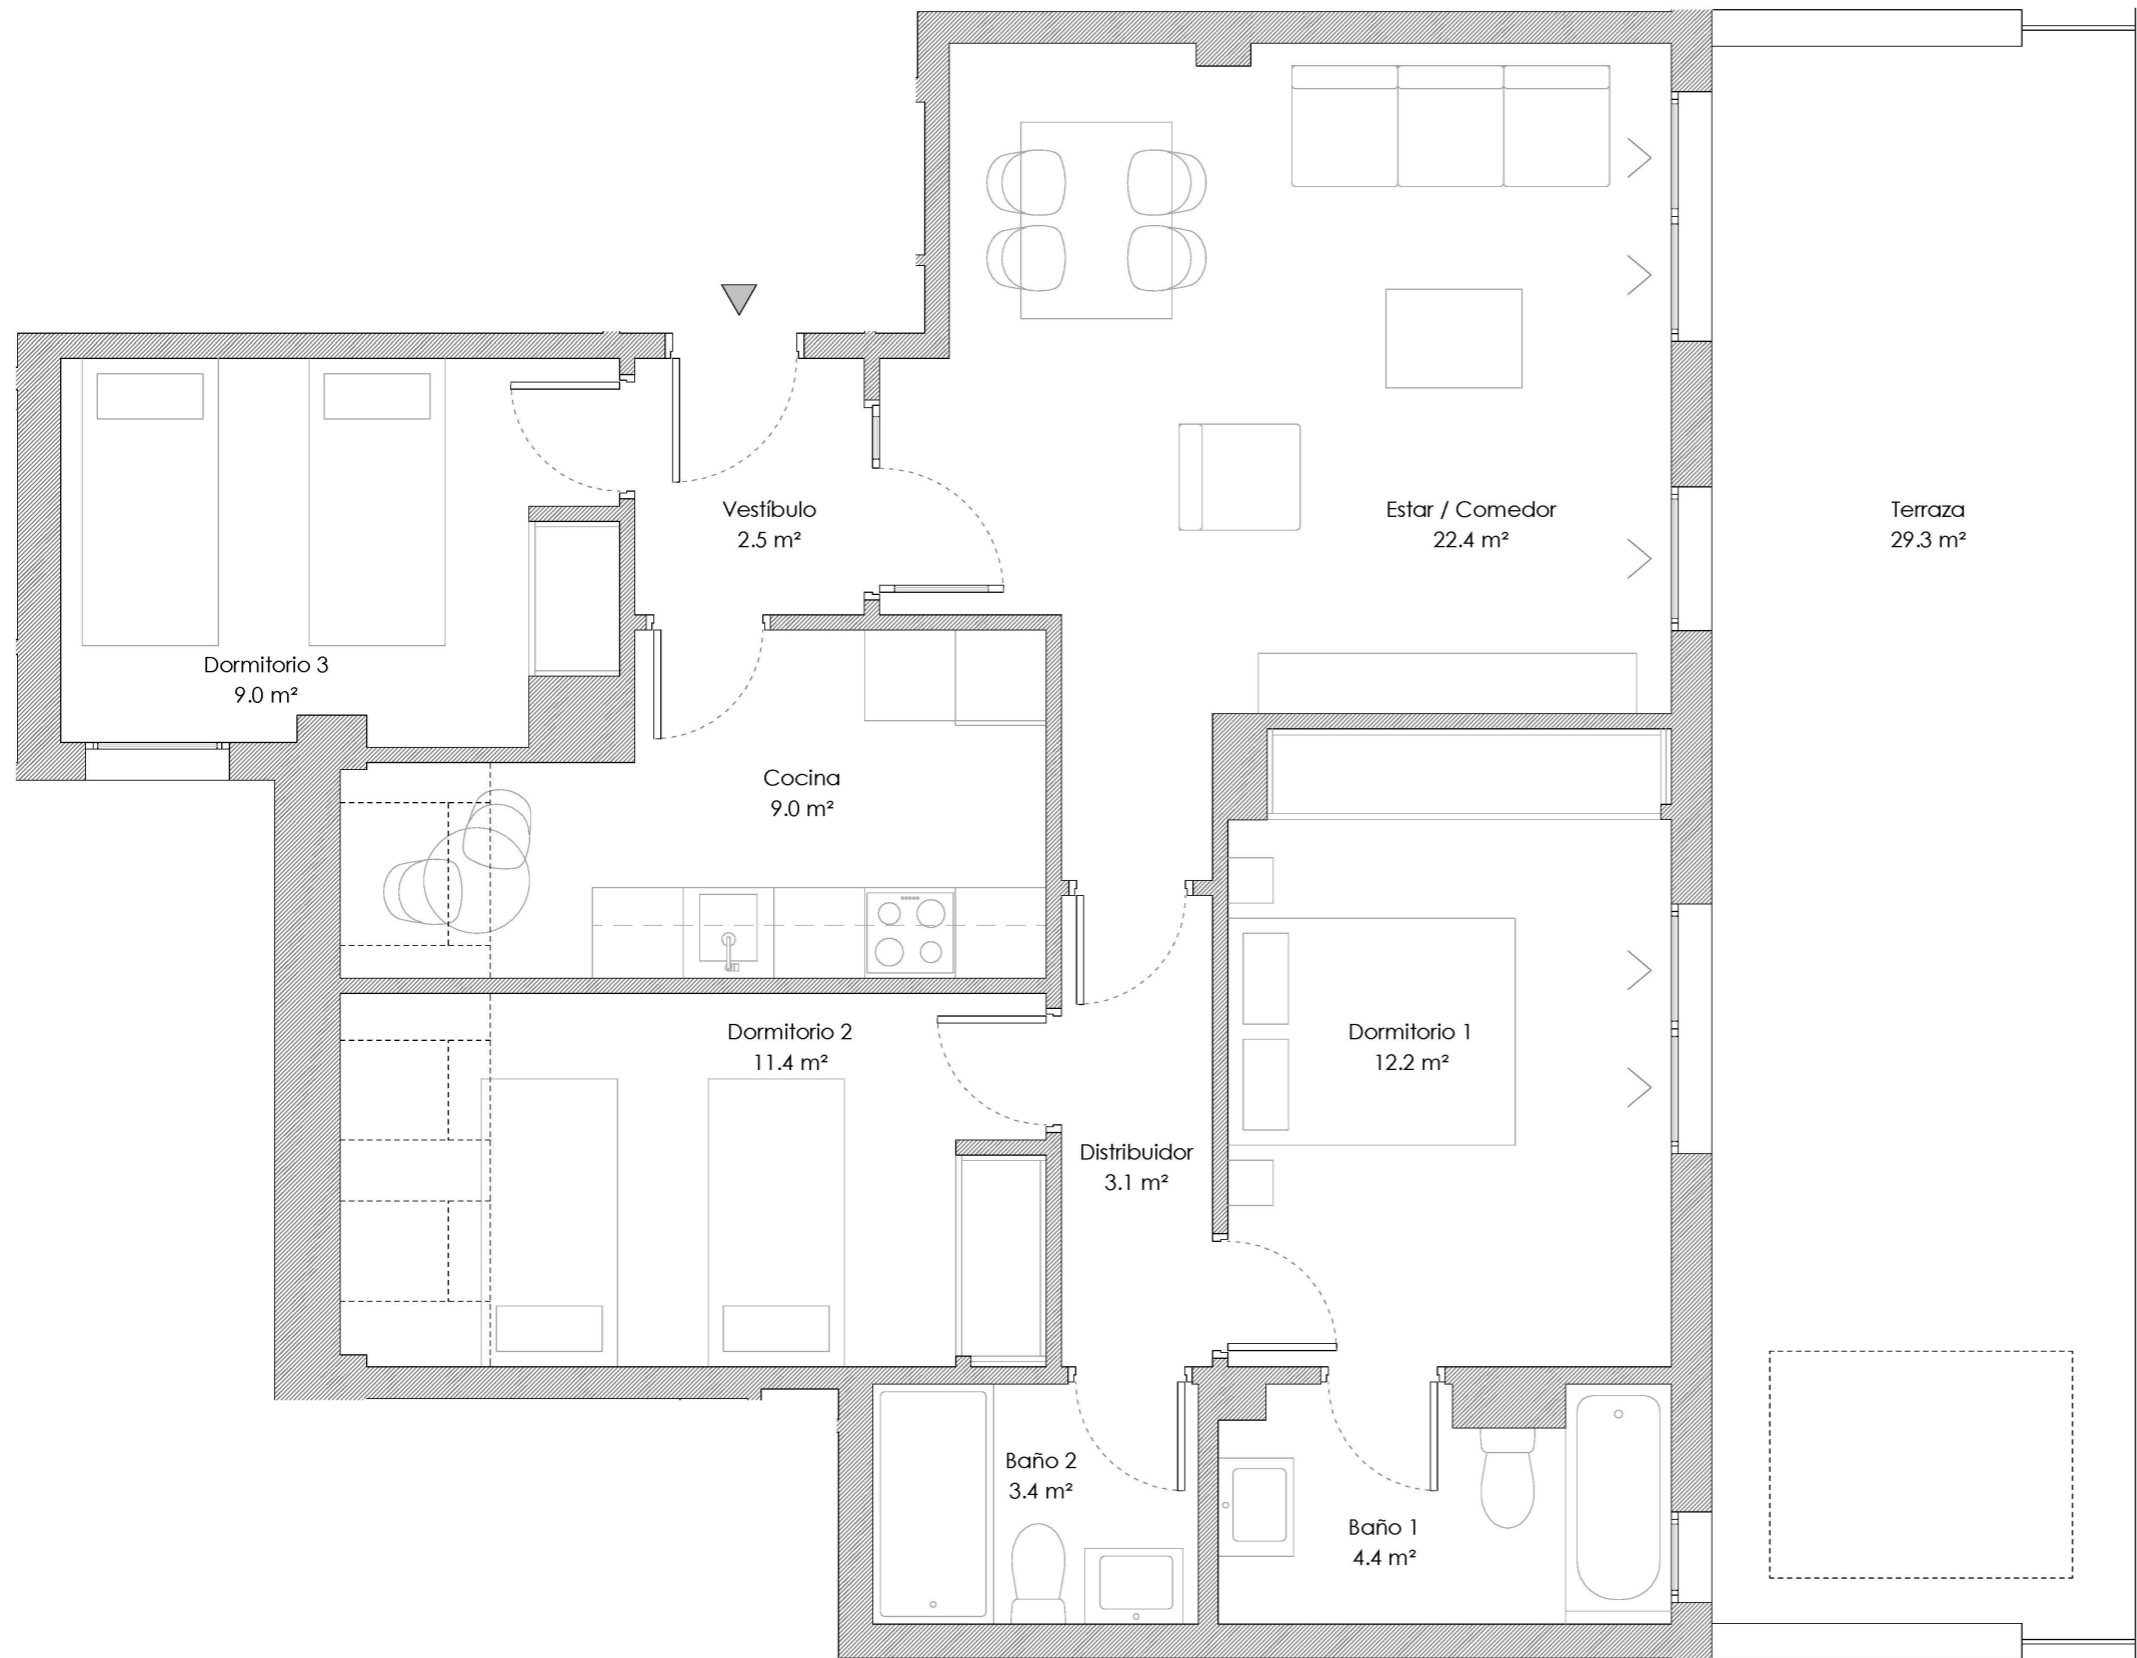 Vestíbulo
2.5 m²
Estar / Comedor
22.4 m²
Terraza
29.3 m²
Dormitorio 3
9.0 m²
Cocina
9.0 m²
Dormitorio 2
11.4 m²
Dormitorio 1
12.2 m²
Distribuidor
3.1 m²
Baño 2
3.4 m²
Baño 1
4.4 m²